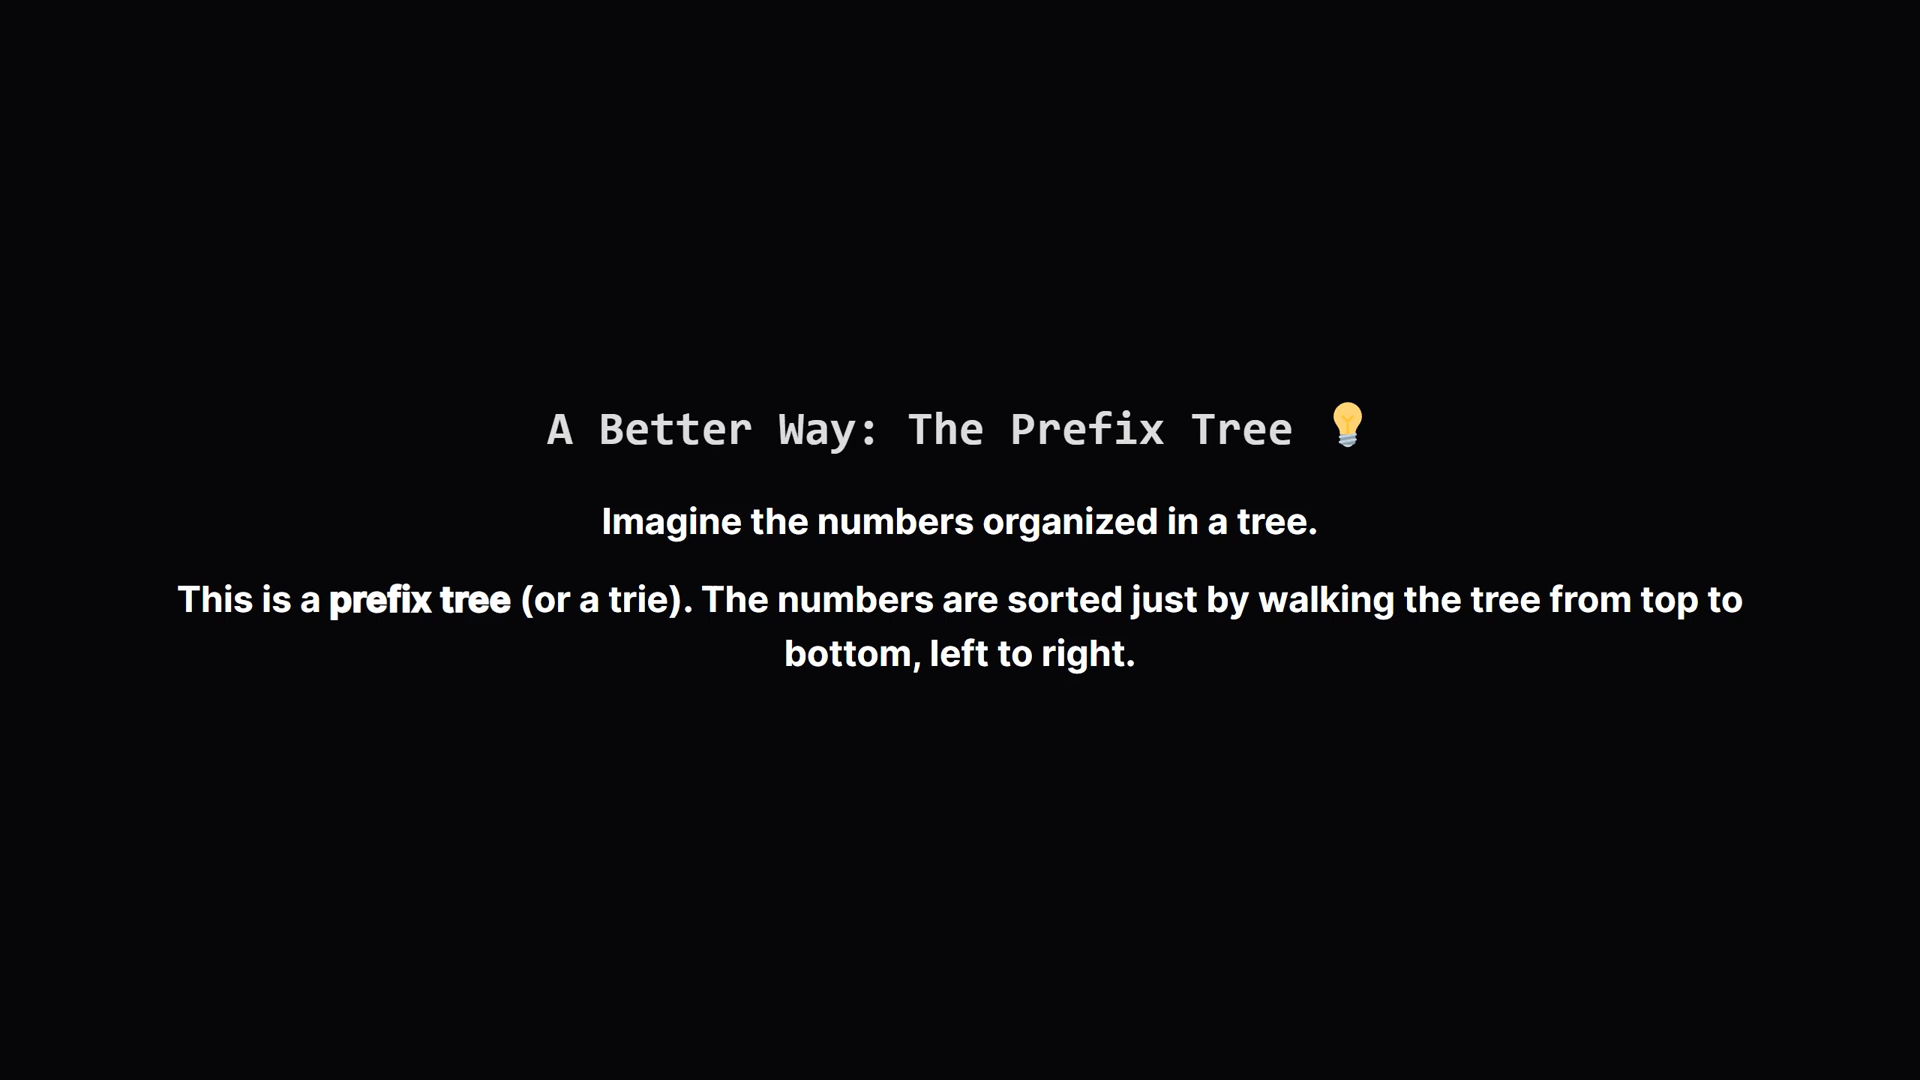 A Better Way: The Prefix Tree 💡
Imagine the numbers organized in a tree.
This is a prefix tree (or a trie). The numbers are sorted just by walking the tree from top to
bottom, left to right.